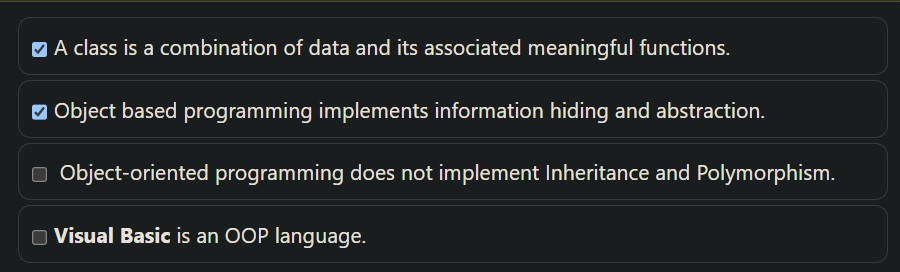 A class is a combination of data and its associated meaningful functions.
Object based programming implements information hiding and abstraction.
Object-oriented programming does not implement Inheritance and Polymorphism.
Visual Basic is an OOP language.